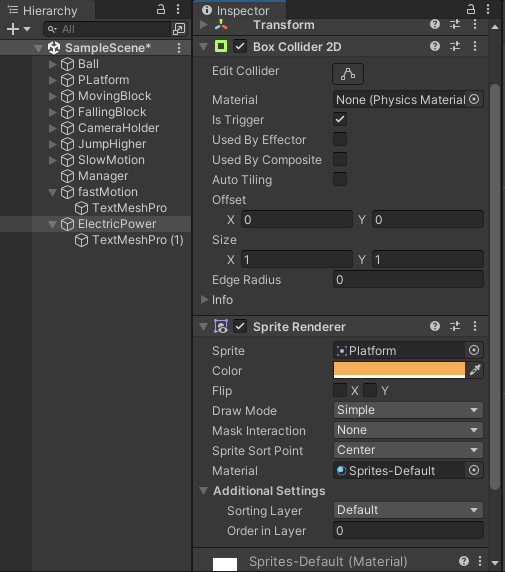 Hierarchy
All
SampleScene*
Ball
PLatform
MovingBlock
FallingBlock
CameraHolder
JumpHigher
SlowMotion
Manager
fastMotion
TextMeshPro
ElectricPower
TextMeshPro (1)
Inspector
Transform
Box Collider 2D
Edit Collider
Material None (Physics Material
Is Trigger
Used By Effector
Used By Composite
Auto Tiling
Offset
X 0 Y 0
Size
X 1 Y 1
Edge Radius 0
Info
Sprite Renderer
Sprite Platform
Color
Flip X Y
Draw Mode Simple
Mask Interaction None
Sprite Sort Point Center
Material Sprites-Default
Additional Settings
Sorting Layer Default
Order in Layer 0
Sprites-Default (Material)